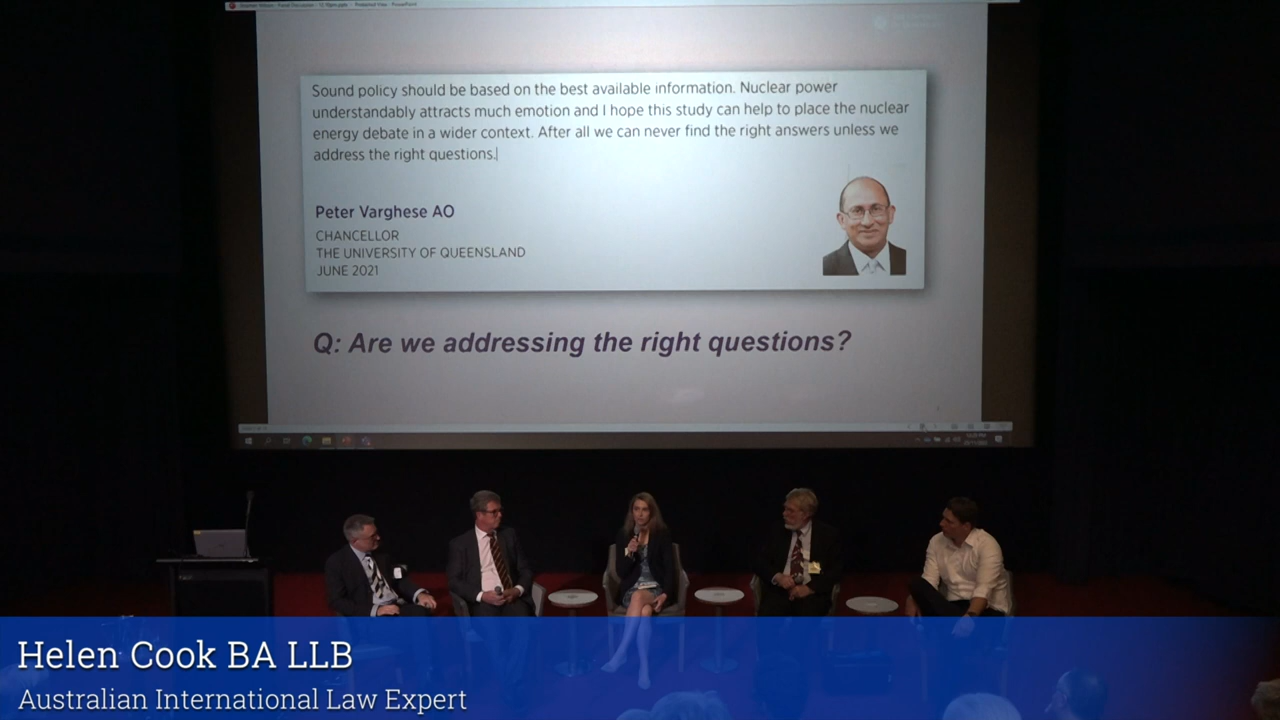 Sound policy should be based on the best available information. Nuclear power
understandably attracts much emotion and I hope this study can help to place the nuclear
energy debate in a wider context. After all we can never find the right answers unless we
address the right questions.
Peter Varghese AO
CHANCELLOR
THE UNIVERSITY OF QUEENSLAND
JUNE 2021
Q: Are we addressing the right questions?
Helen Cook BA LLB
Australian International Law Expert